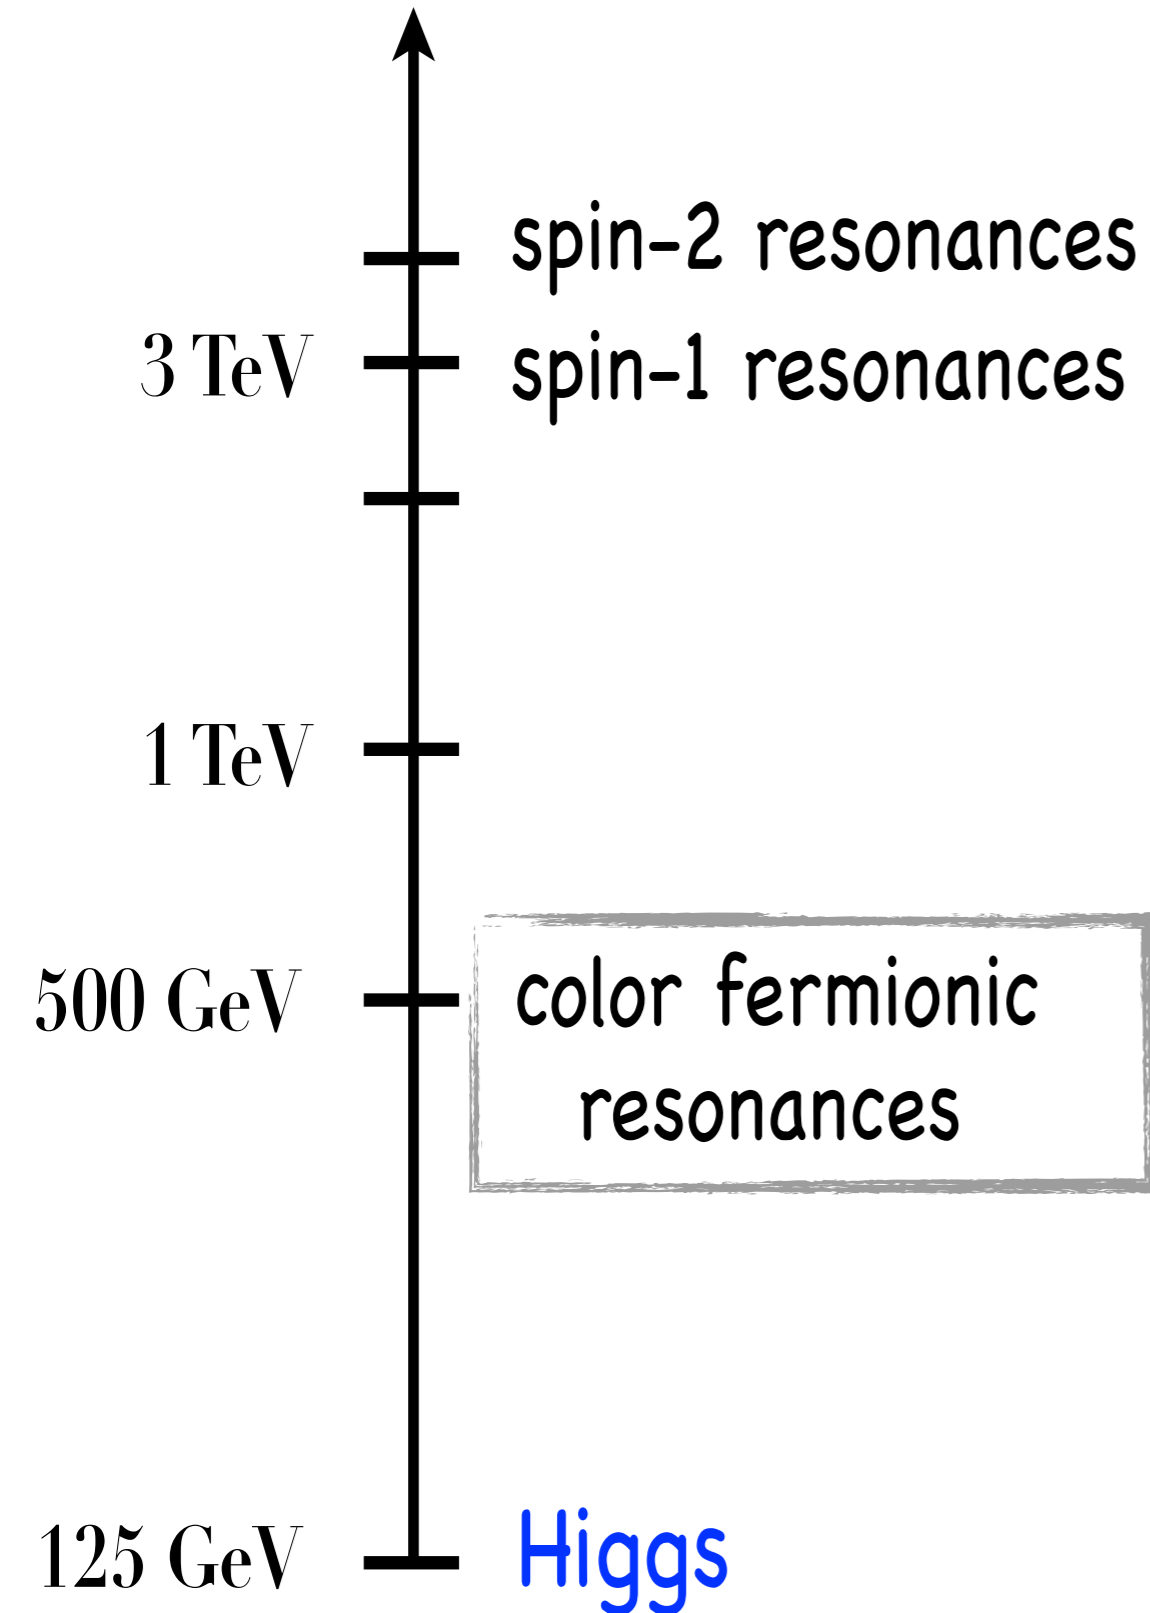 spin-2 resonances
3 TeV spin-1 resonances
1 TeV
500 GeV color fermionic
resonances
125 GeV Higgs